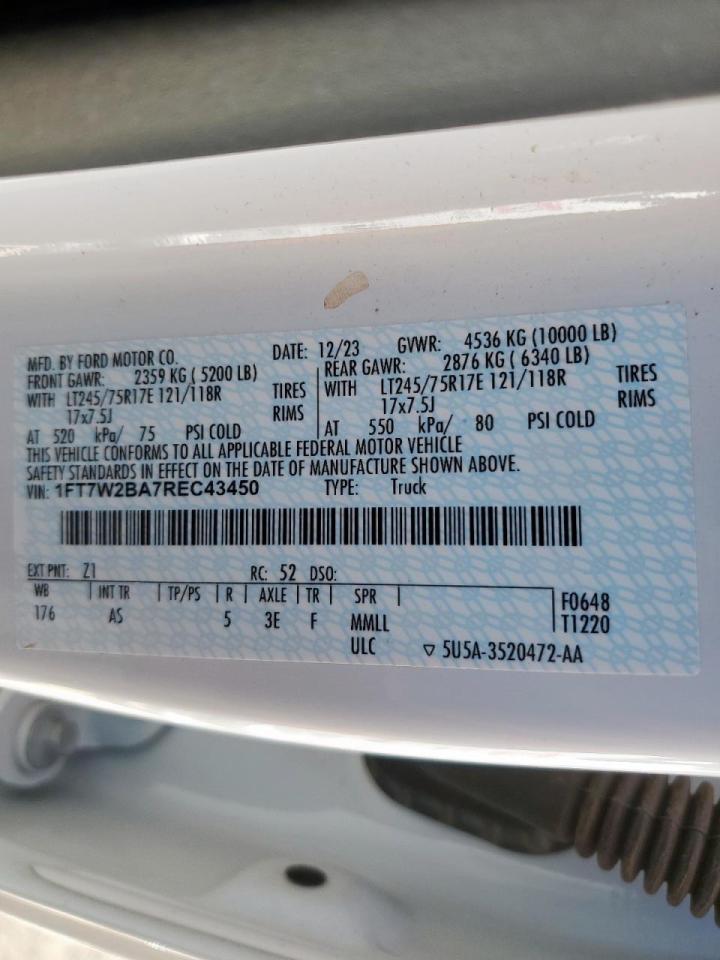 MFD. BY FORD MOTOR CO.
DATE: 12/23 GVWR: 4536 KG (10000 LB)
FRONT GAWR: 2359 KG ( 5200 LB)
WITH LT245/75R17E 121/118R TIRES
17x7.5J RIMS
AT 520 kPa/ 75 PSI COLD
REAR GAWR: 2876 KG ( 6340 LB)
WITH LT245/75R17E 121/118R TIRES
17x7.5J RIMS
AT 550 kPa/ 80 PSI COLD
THIS VEHICLE CONFORMS TO ALL APPLICABLE FEDERAL MOTOR VEHICLE
SAFETY STANDARDS IN EFFECT ON THE DATE OF MANUFACTURE SHOWN ABOVE.
VIN: 1FT7W2BA7REC43450 TYPE: Truck
EXT PNT: Z1 RC: 52 DSO:
WB | INT TR | TP/PS | R | AXLE | TR | SPR | F0648
176 AS 5 3E F MMLL T1220
ULC ▽ 5U5A-3520472-AA